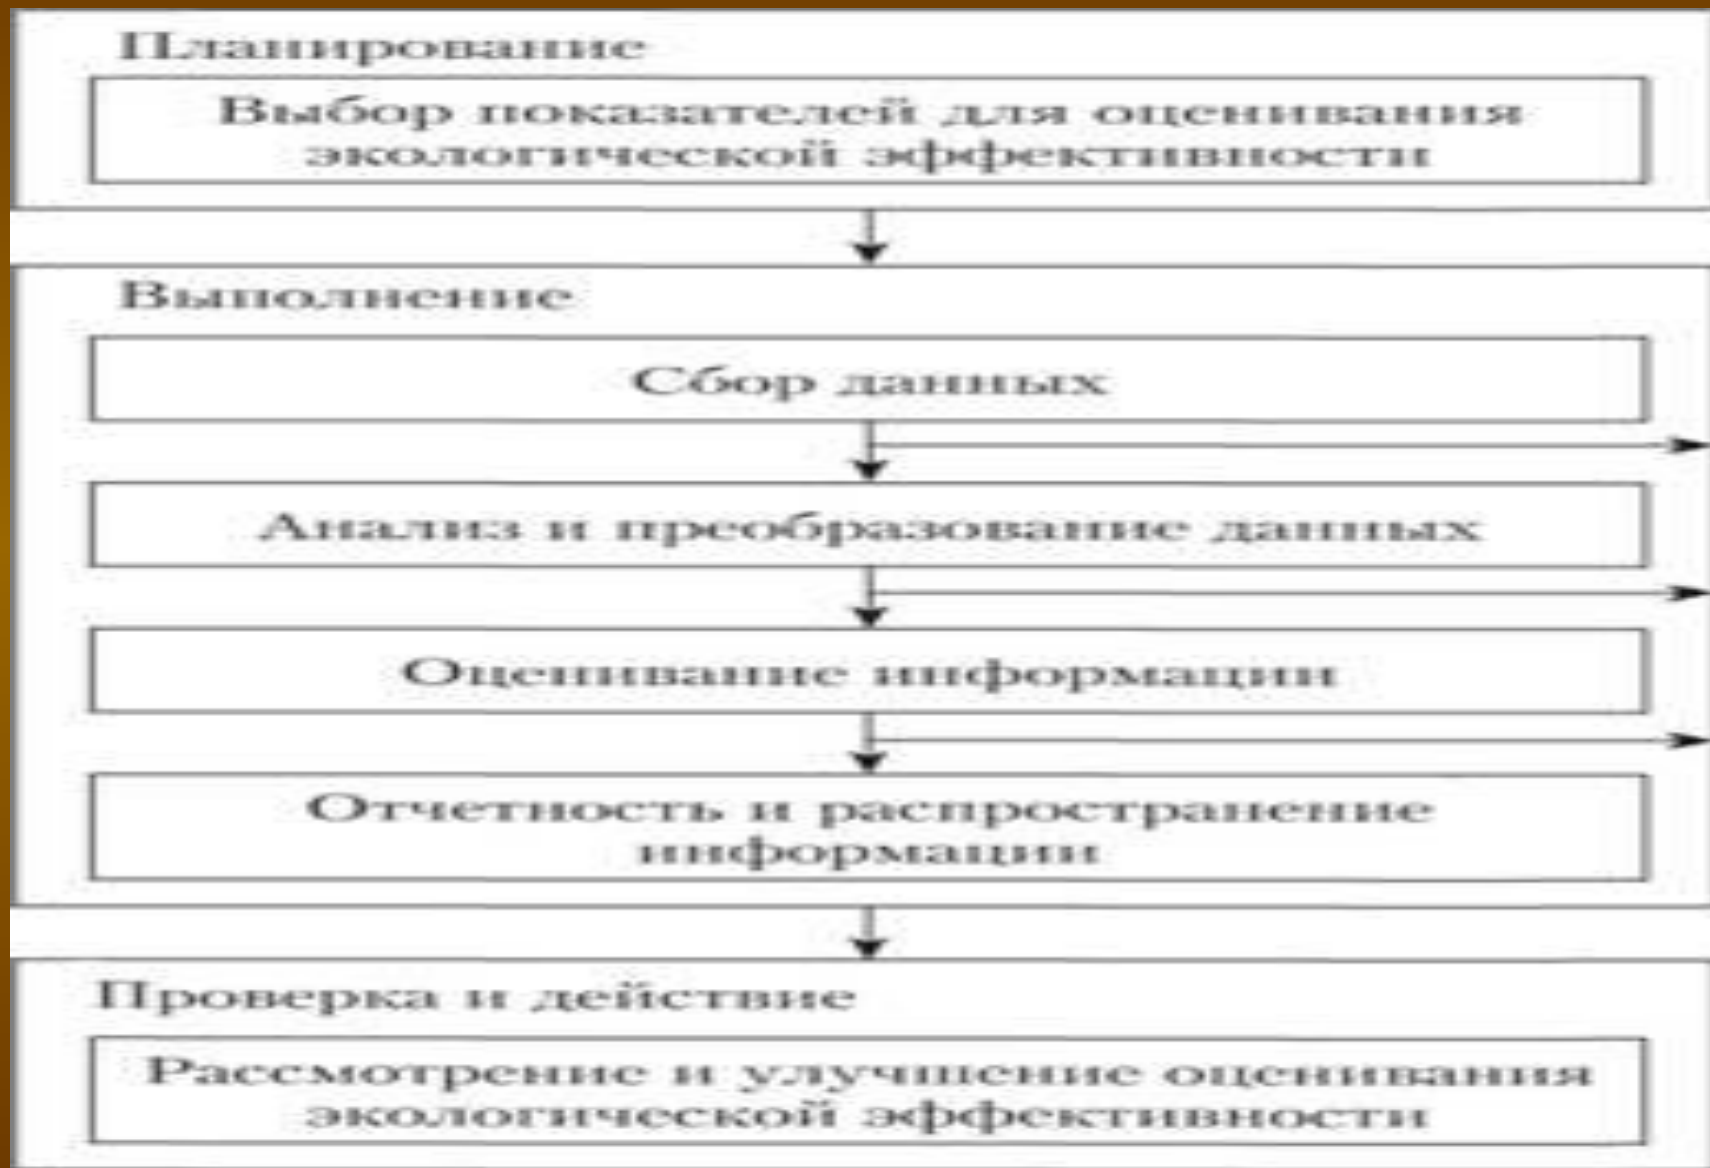 Планирование
Выбор показателей для оценивания
экологической эффективности
Выполнение
Сбор данных
Анализ и преобразование данных
Оценивание информации
Отчетность и распространение
информации
Проверка и действие
Рассмотрение и улучшение оценивания
экологической эффективности